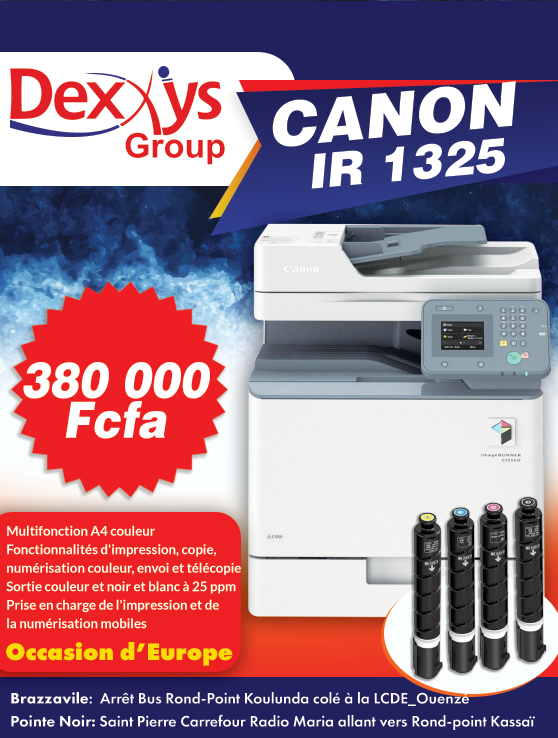 Dexxys
Group
CANON
IR 1325
Canon
380 000
Fcfa
imageRUNNER
Multifonction A4 couleur
Fonctionnalités d'impression, copie,
numérisation couleur, envoi et télécopie
Sortie couleur et noir et blanc à 25 ppm
Prise en charge de l'impression et de
la numérisation mobiles
Occasion d'Europe
Brazzavile: Arrêt Bus Rond-Point Koulunda colé à la LCDE_Ouenzé
Pointe Noir: Saint Pierre Carrefour Radio Maria allant vers Rond-point Kassaï